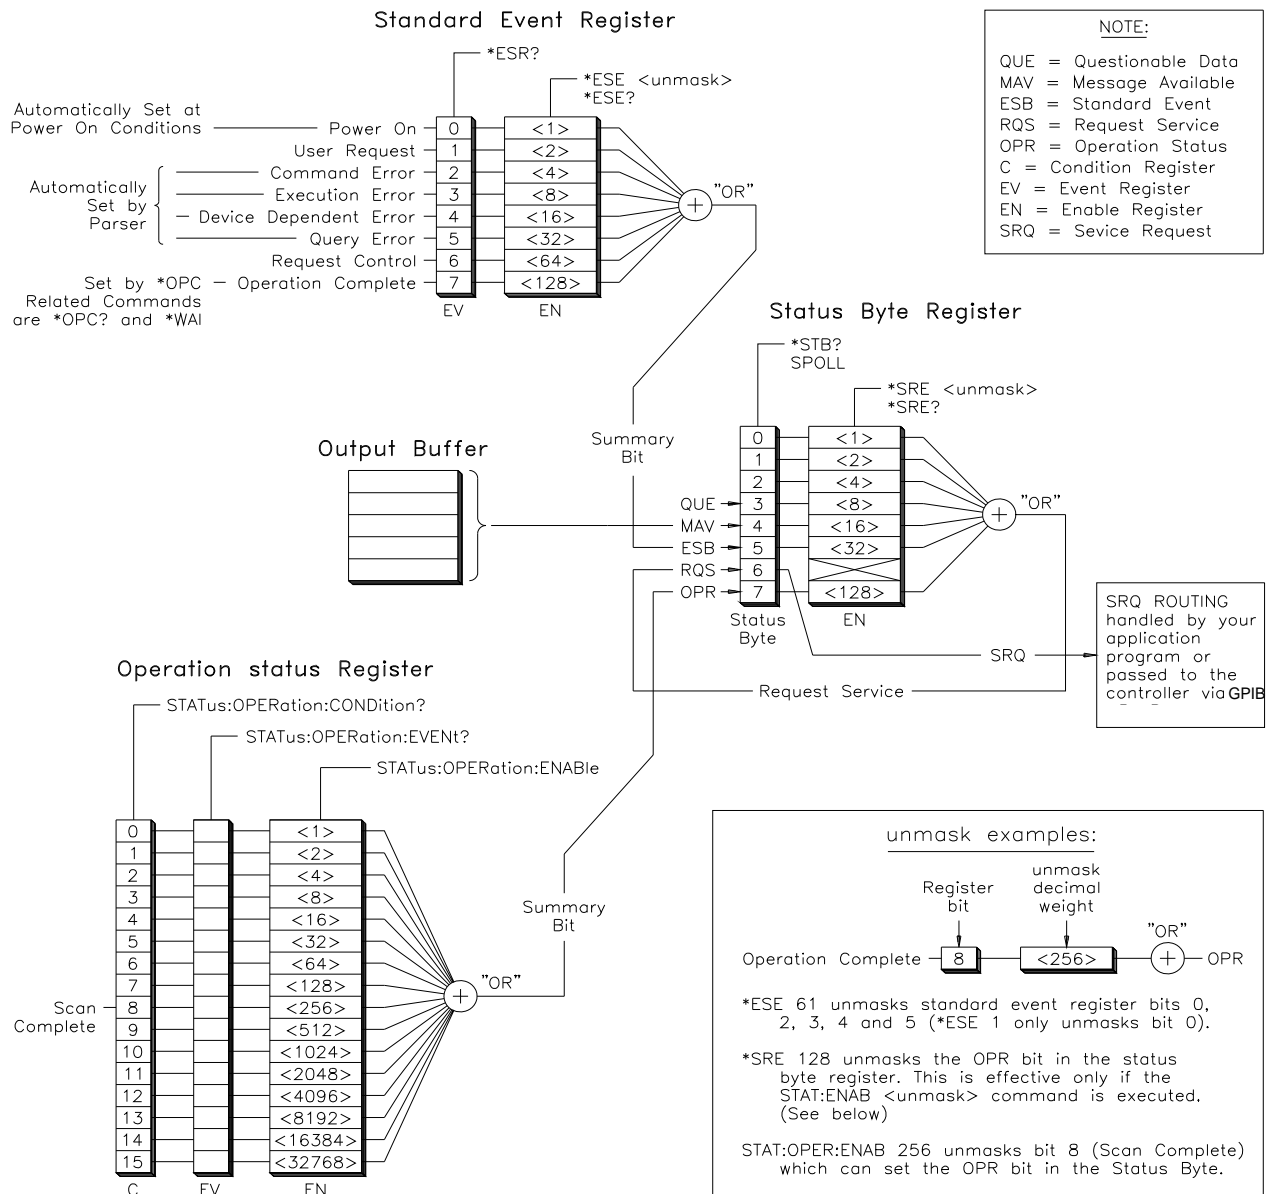 Standard Event Register
*ESR?
*ESE <unmask>
*ESE?
Automatically Set at
Power On Conditions
Power On 0 <1>
User Request 1 <2>
Command Error 2 <4>
Execution Error 3 <8>
Device Dependent Error 4 <16>
Query Error 5 <32>
Request Control 6 <64>
Operation Complete 7 <128>
Automatically
Set by
Parser
Set by *OPC
Related Commands
are *OPC? and *WAI
EV EN
+ "OR"
NOTE:
QUE = Questionable Data
MAV = Message Available
ESB = Standard Event
RQS = Request Service
OPR = Operation Status
C = Condition Register
EV = Event Register
EN = Enable Register
SRQ = Sevice Request
Status Byte Register
*STB?
SPOLL
*SRE <unmask>
*SRE?
Summary
Bit
Output Buffer
0 <1>
1 <2>
2 <4>
QUE 3 <8>
MAV 4 <16>
ESB 5 <32>
RQS 6
OPR 7 <128>
Status
Byte
EN
+ "OR"
SRQ
Request Service
SRQ ROUTING
handled by your
application
program or
passed to the
controller via GPIB
Operation status Register
STATus:OPERation:CONDition?
STATus:OPERation:EVENt?
STATus:OPERation:ENABle
0 <1>
1 <2>
2 <4>
3 <8>
4 <16>
5 <32>
6 <64>
7 <128>
8 <256>
9 <512>
10 <1024>
11 <2048>
12 <4096>
13 <8192>
14 <16384>
15 <32768>
Scan
Complete
C EV EN
+ "OR"
Summary
Bit
unmask examples:
Register
bit
unmask
decimal
weight
"OR"
Operation Complete 8 <256> + OPR
*ESE 61 unmasks standard event register bits 0,
2, 3, 4 and 5 (*ESE 1 only unmasks bit 0).
*SRE 128 unmasks the OPR bit in the status
byte register. This is effective only if the
STAT:ENAB <unmask> command is executed.
(See below)
STAT:OPER:ENAB 256 unmasks bit 8 (Scan Complete)
which can set the OPR bit in the Status Byte.